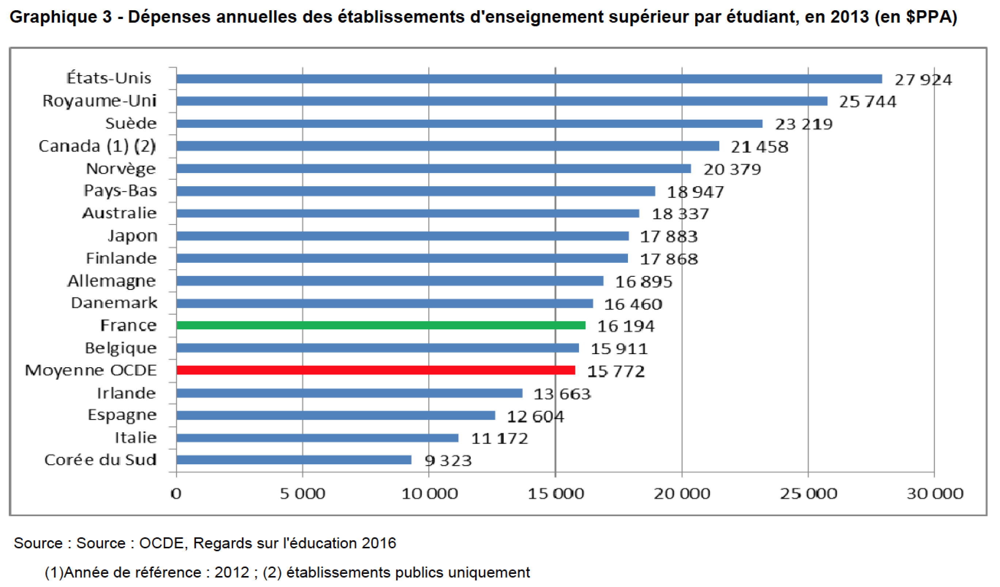 Graphique 3 - Dépenses annuelles des établissements d'enseignement supérieur par étudiant, en 2013 (en $PPA)
États-Unis 27 924
Royaume-Uni 25 744
Suède 23 219
Canada (1) (2) 21 458
Norvège 20 379
Pays-Bas 18 947
Australie 18 337
Japon 17 883
Finlande 17 868
Allemagne 16 895
Danemark 16 460
France 16 194
Belgique 15 911
Moyenne OCDE 15 772
Irlande 13 663
Espagne 12 604
Italie 11 172
Corée du Sud 9 323
0 5 000 10 000 15 000 20 000 25 000 30 000
Source : Source : OCDE, Regards sur l'éducation 2016
(1)Année de référence : 2012 ; (2) établissements publics uniquement